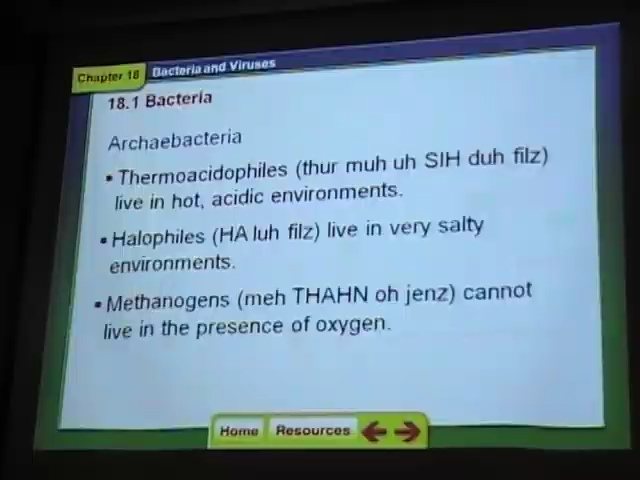 Chapter 18
Bacteria and Viruses
18.1 Bacteria
Archaebacteria
▪ Thermoacidophiles (thur muh uh SIH duh filz)
live in hot, acidic environments.
▪ Halophiles (HA luh filz) live in very salty
environments.
▪ Methanogens (meh THAHN oh jenz) cannot
live in the presence of oxygen.
Home Resources